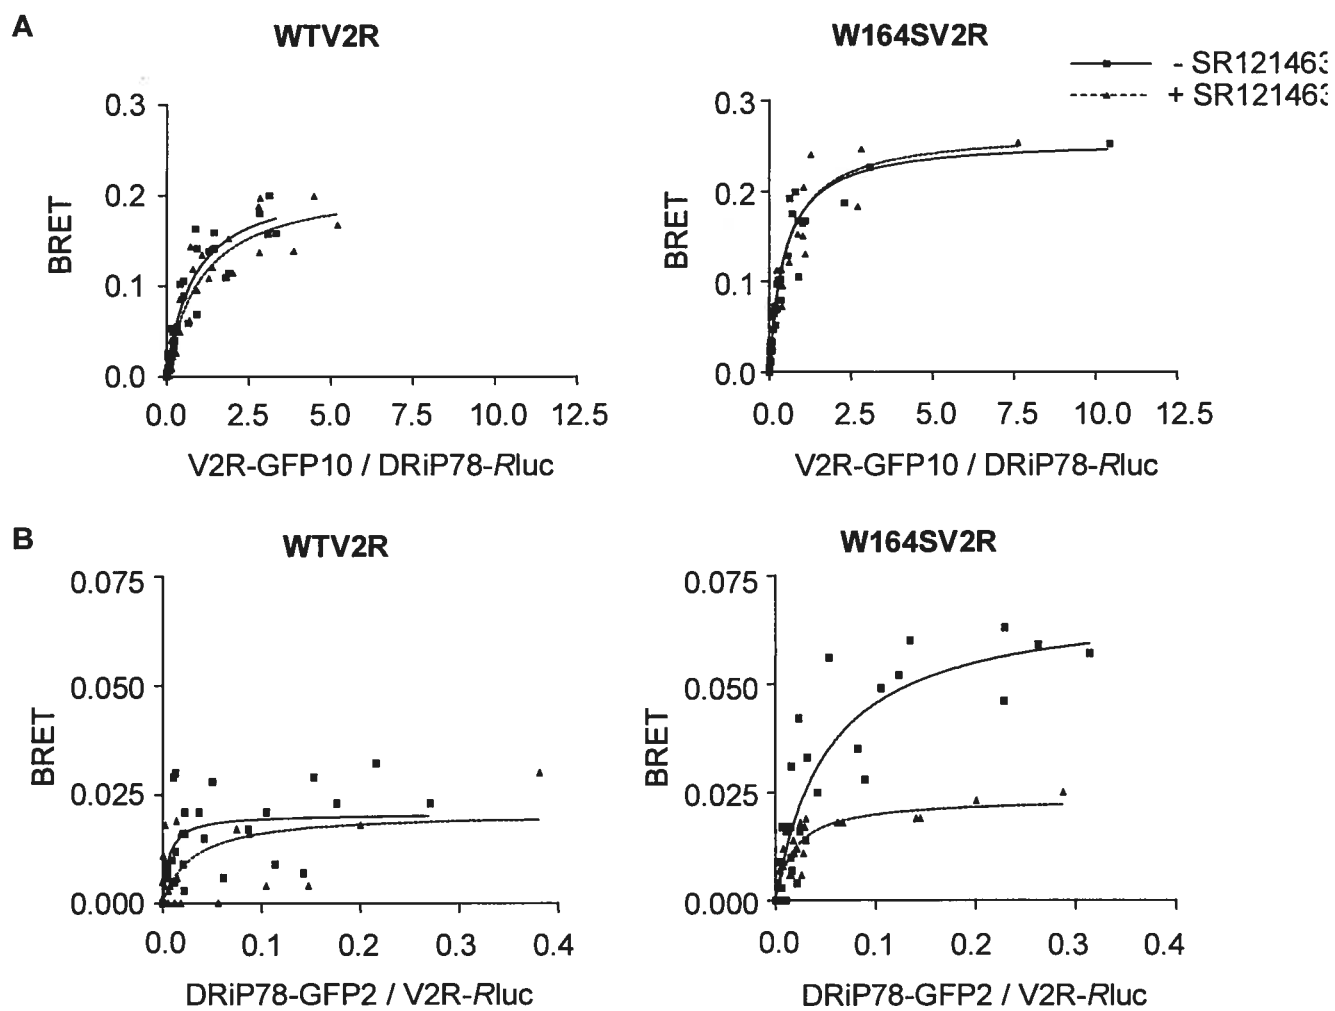 A
WTV2R
W164SV2R
- SR121463
+ SR121463
BRET
0.3
0.2
0.1
0.0
0.0 2.5 5.0 7.5 10.0 12.5
V2R-GFP10 / DRiP78-Rluc
BRET
0.3
0.2
0.1
0.0
0.0 2.5 5.0 7.5 10.0 12.5
V2R-GFP10 / DRiP78-Rluc
B
WTV2R
W164SV2R
BRET
0.075
0.050
0.025
0.000
0.0 0.1 0.2 0.3 0.4
DRiP78-GFP2 / V2R-Rluc
BRET
0.075
0.050
0.025
0.000
0.0 0.1 0.2 0.3 0.4
DRiP78-GFP2 / V2R-Rluc